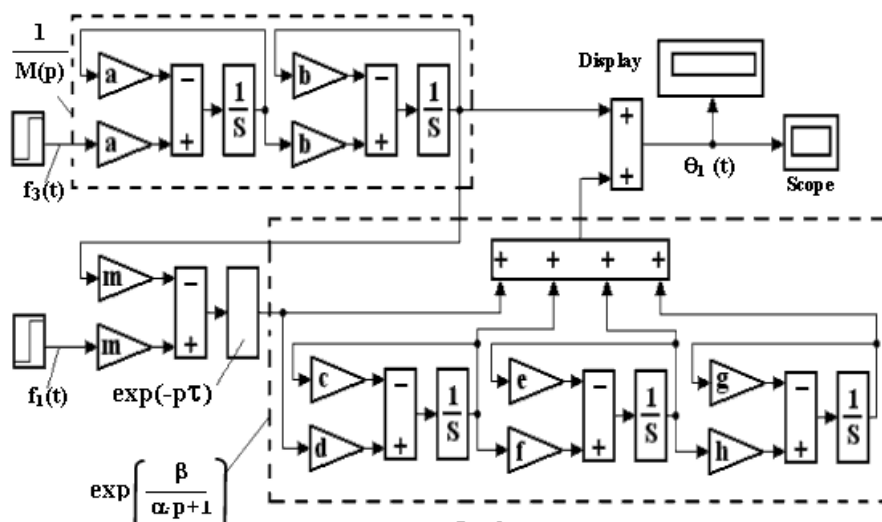 1
M(p)
a
−
1
S
b
−
1
S
a
+
b
+
f₃(t)
Display
+
+
Θ₁ (t)
Scope
m
−
m
+
f₁(t)
exp(-pτ)
+ + + +
c
−
1
S
d
+
e
−
1
S
f
+
g
−
1
S
h
+
exp(
β
α·p+1
)